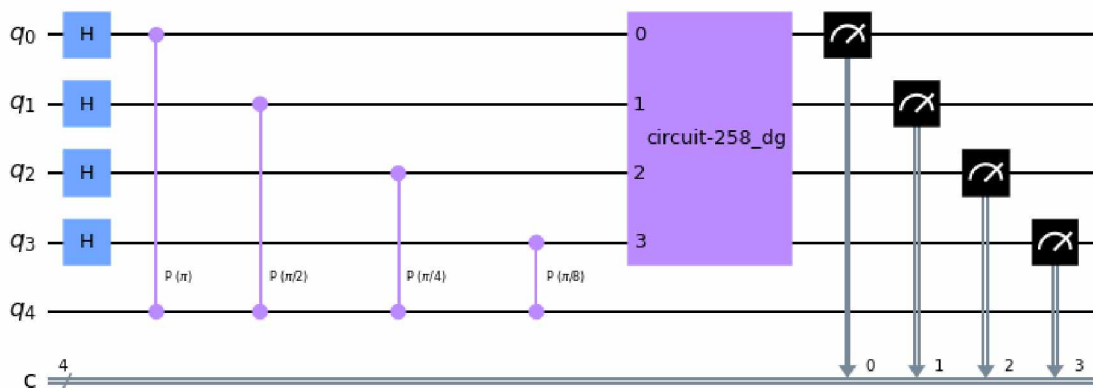 q0 H 0
q1 H 1
circuit-258_dg
q2 H 2
q3 H 3
P (π) P (π/2) P (π/4) P (π/8)
q4
4 0 1 2 3
c